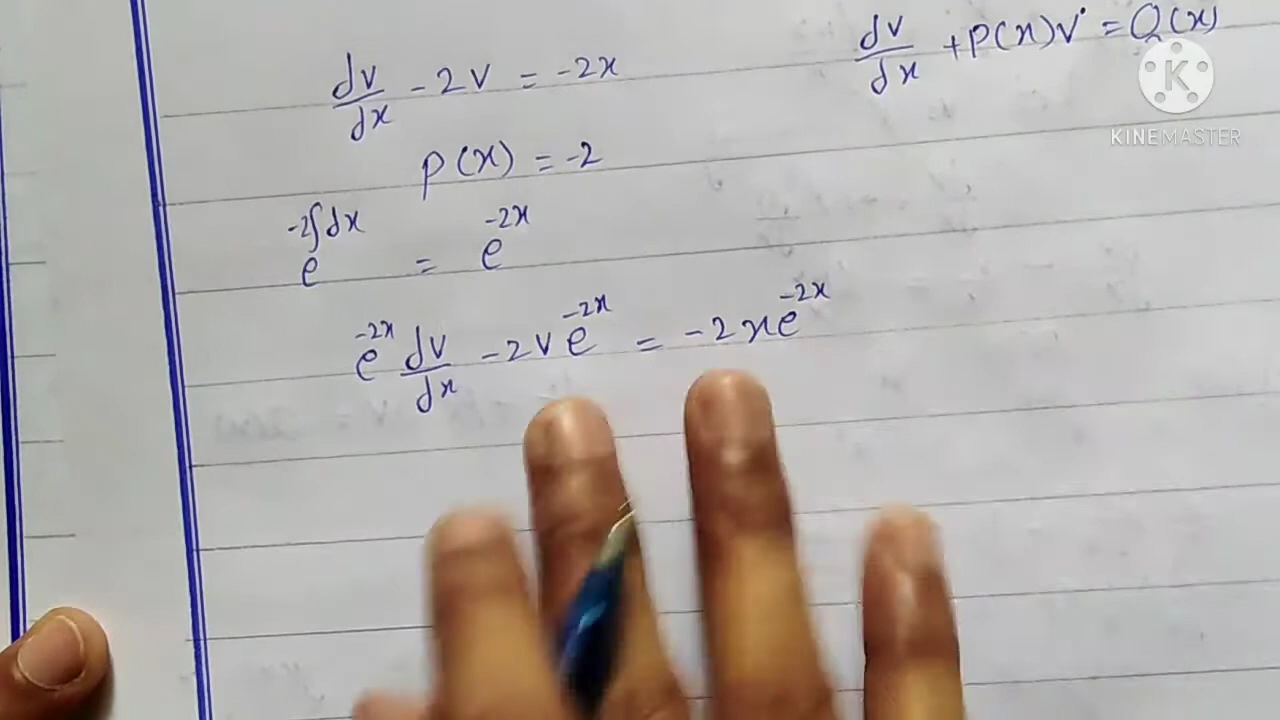 dv/dx - 2v = -2x
dv/dx + p(x)v = Q(x)
K
KINEMASTER
p(x) = -2
e^{-2∫dx} = e^{-2x}
e^{-2x} dv/dx - 2ve^{-2x} = -2xe^{-2x}